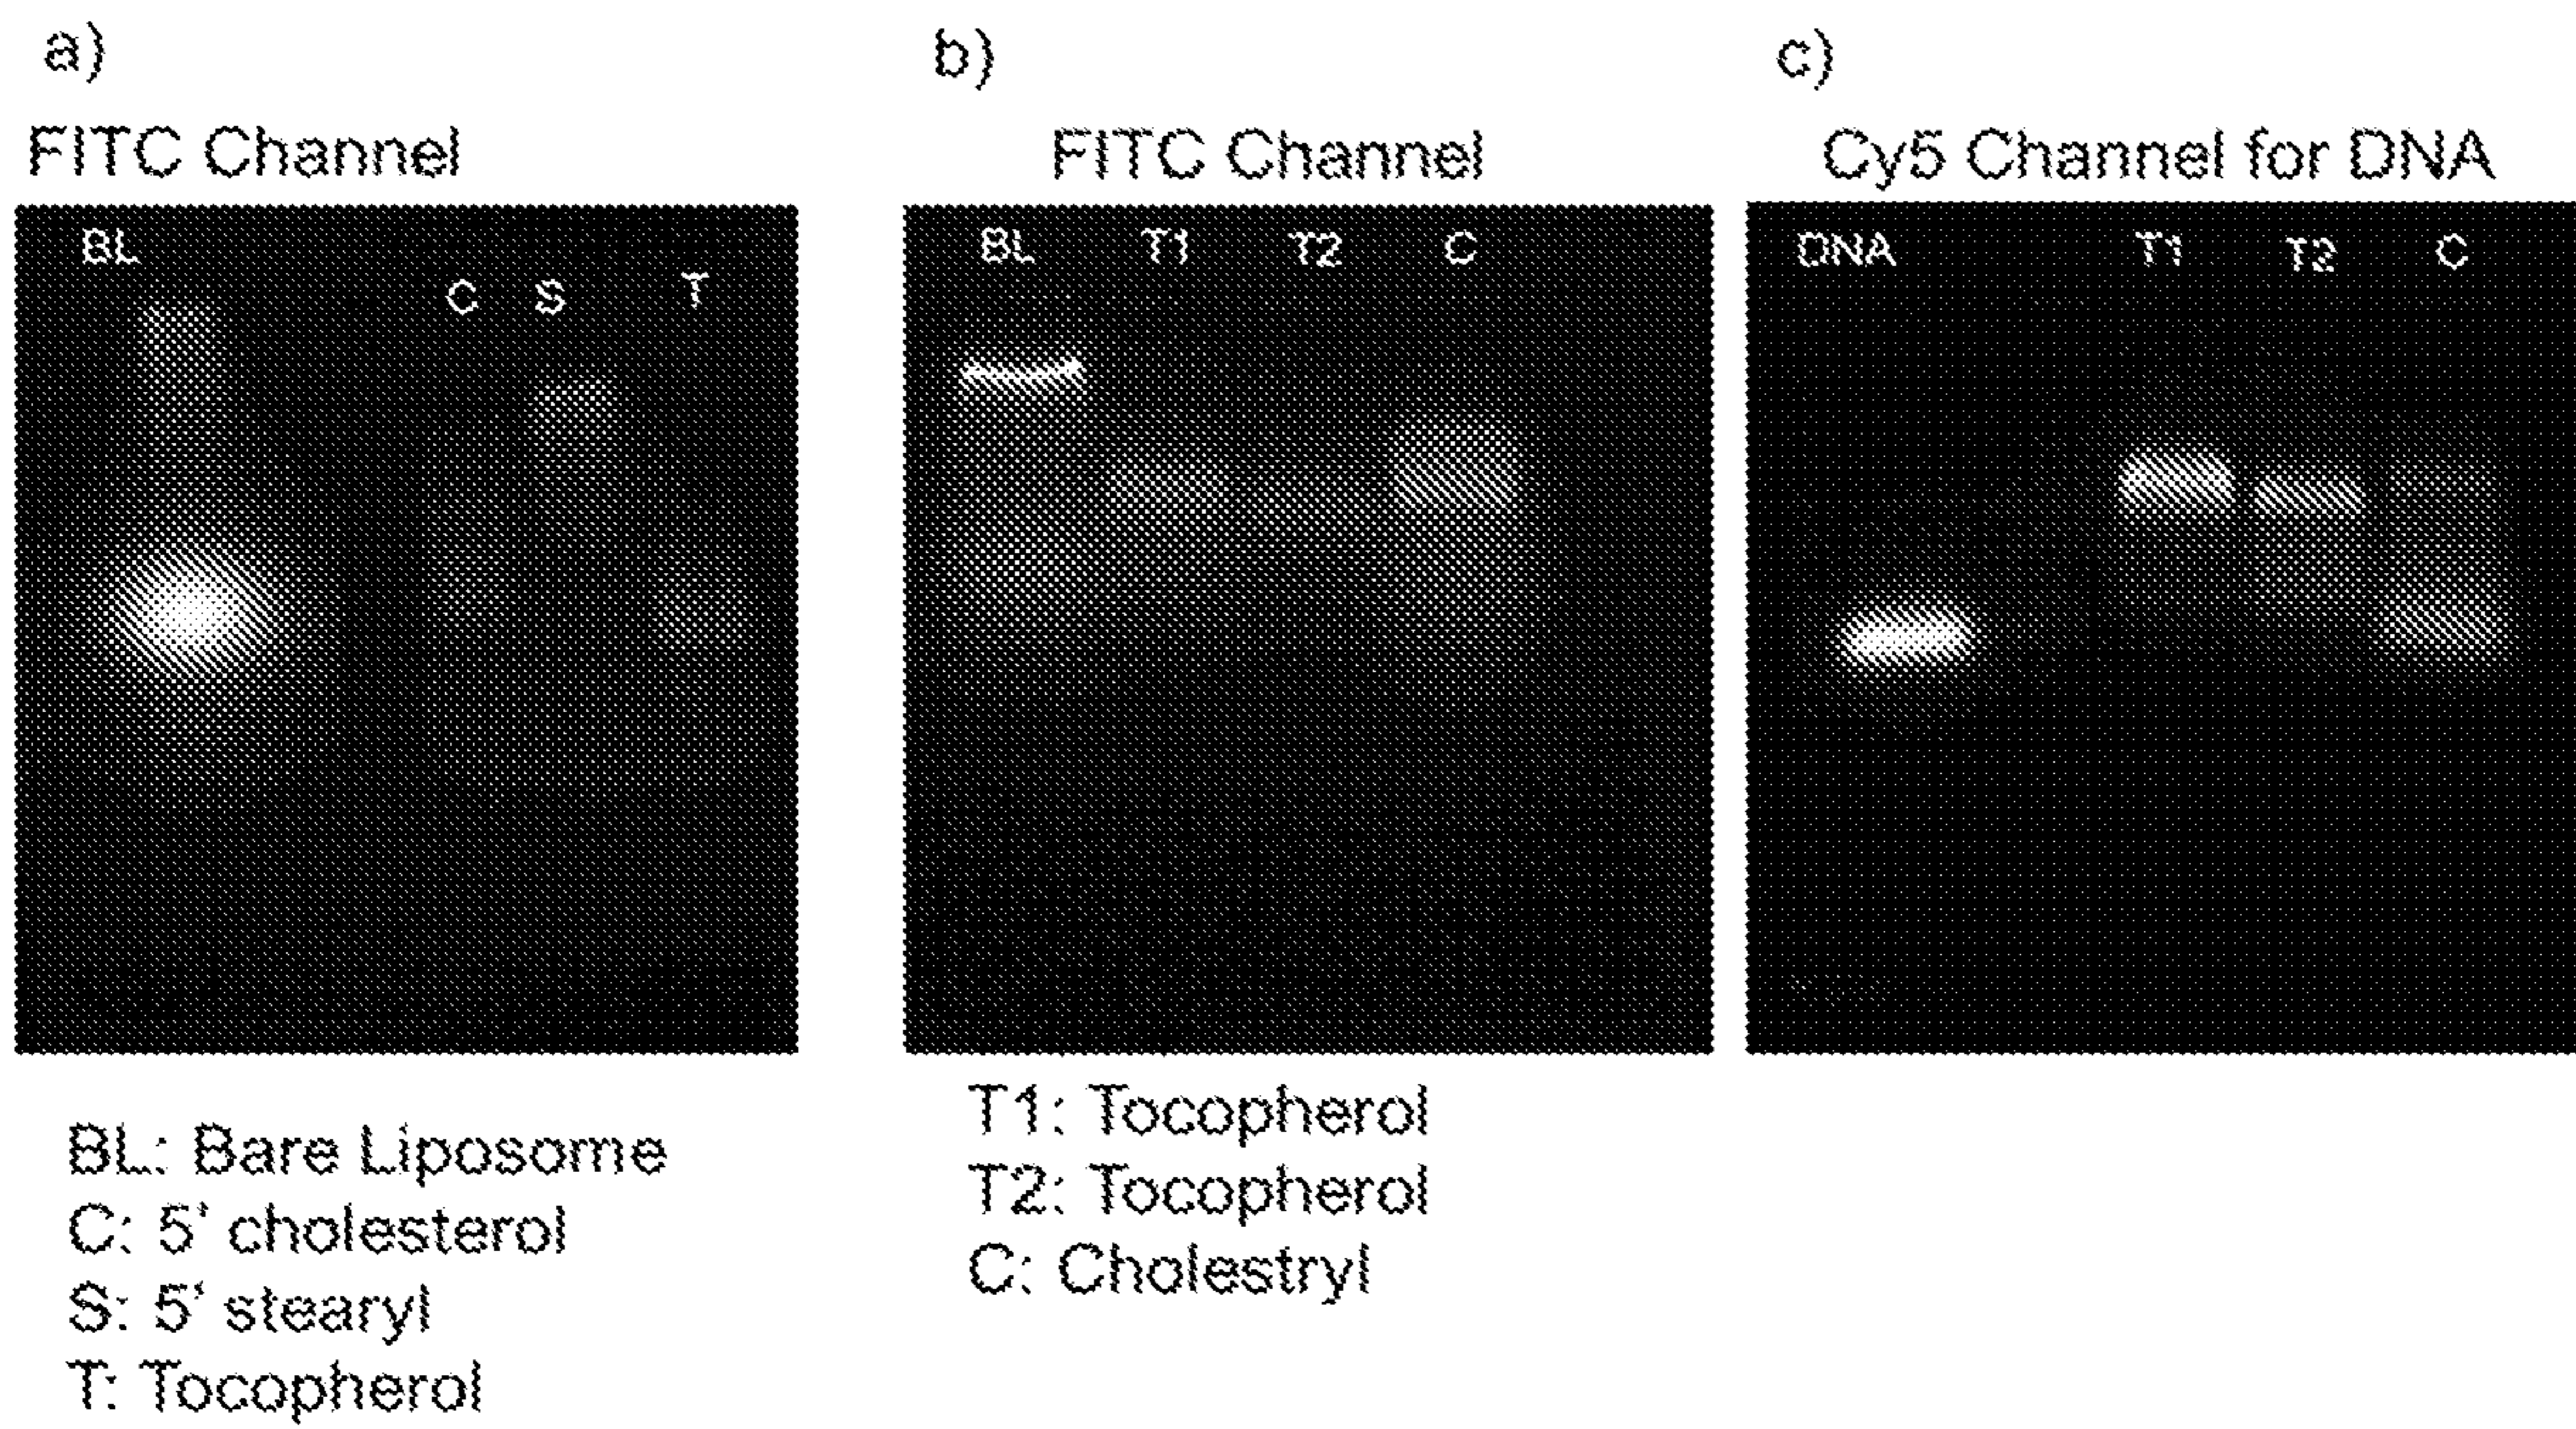 a)
FITC Channel
BL
C S T
BL: Bare Liposome
C: 5' cholesterol
S: 5' stearyl
T: Tocopherol
b)
FITC Channel
BL T1 T2 C
T1: Tocopherol
T2: Tocopherol
C: Cholestryl
c)
Cy5 Channel for DNA
DNA T1 T2 C